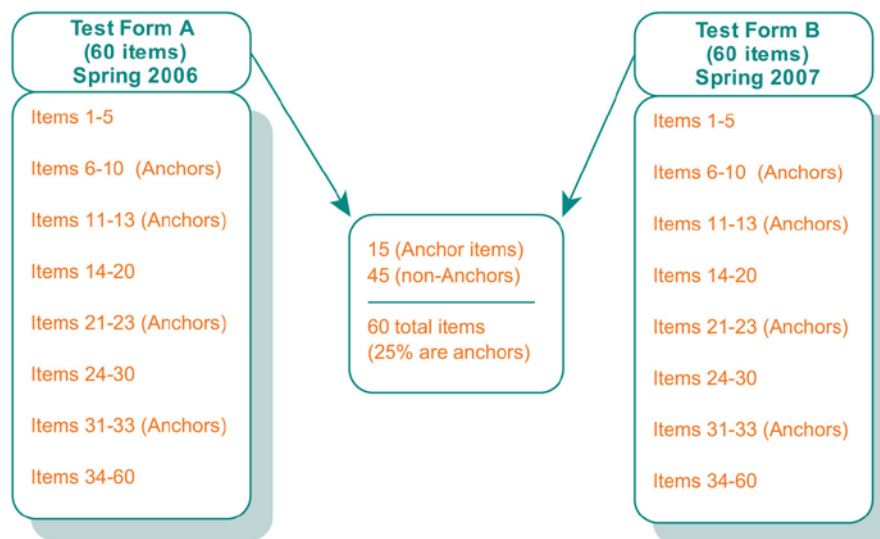 Test Form A
(60 items)
Spring 2006
Items 1-5
Items 6-10 (Anchors)
Items 11-13 (Anchors)
Items 14-20
Items 21-23 (Anchors)
Items 24-30
Items 31-33 (Anchors)
Items 34-60
15 (Anchor items)
45 (non-Anchors)
60 total items
(25% are anchors)
Test Form B
(60 items)
Spring 2007
Items 1-5
Items 6-10 (Anchors)
Items 11-13 (Anchors)
Items 14-20
Items 21-23 (Anchors)
Items 24-30
Items 31-33 (Anchors)
Items 34-60